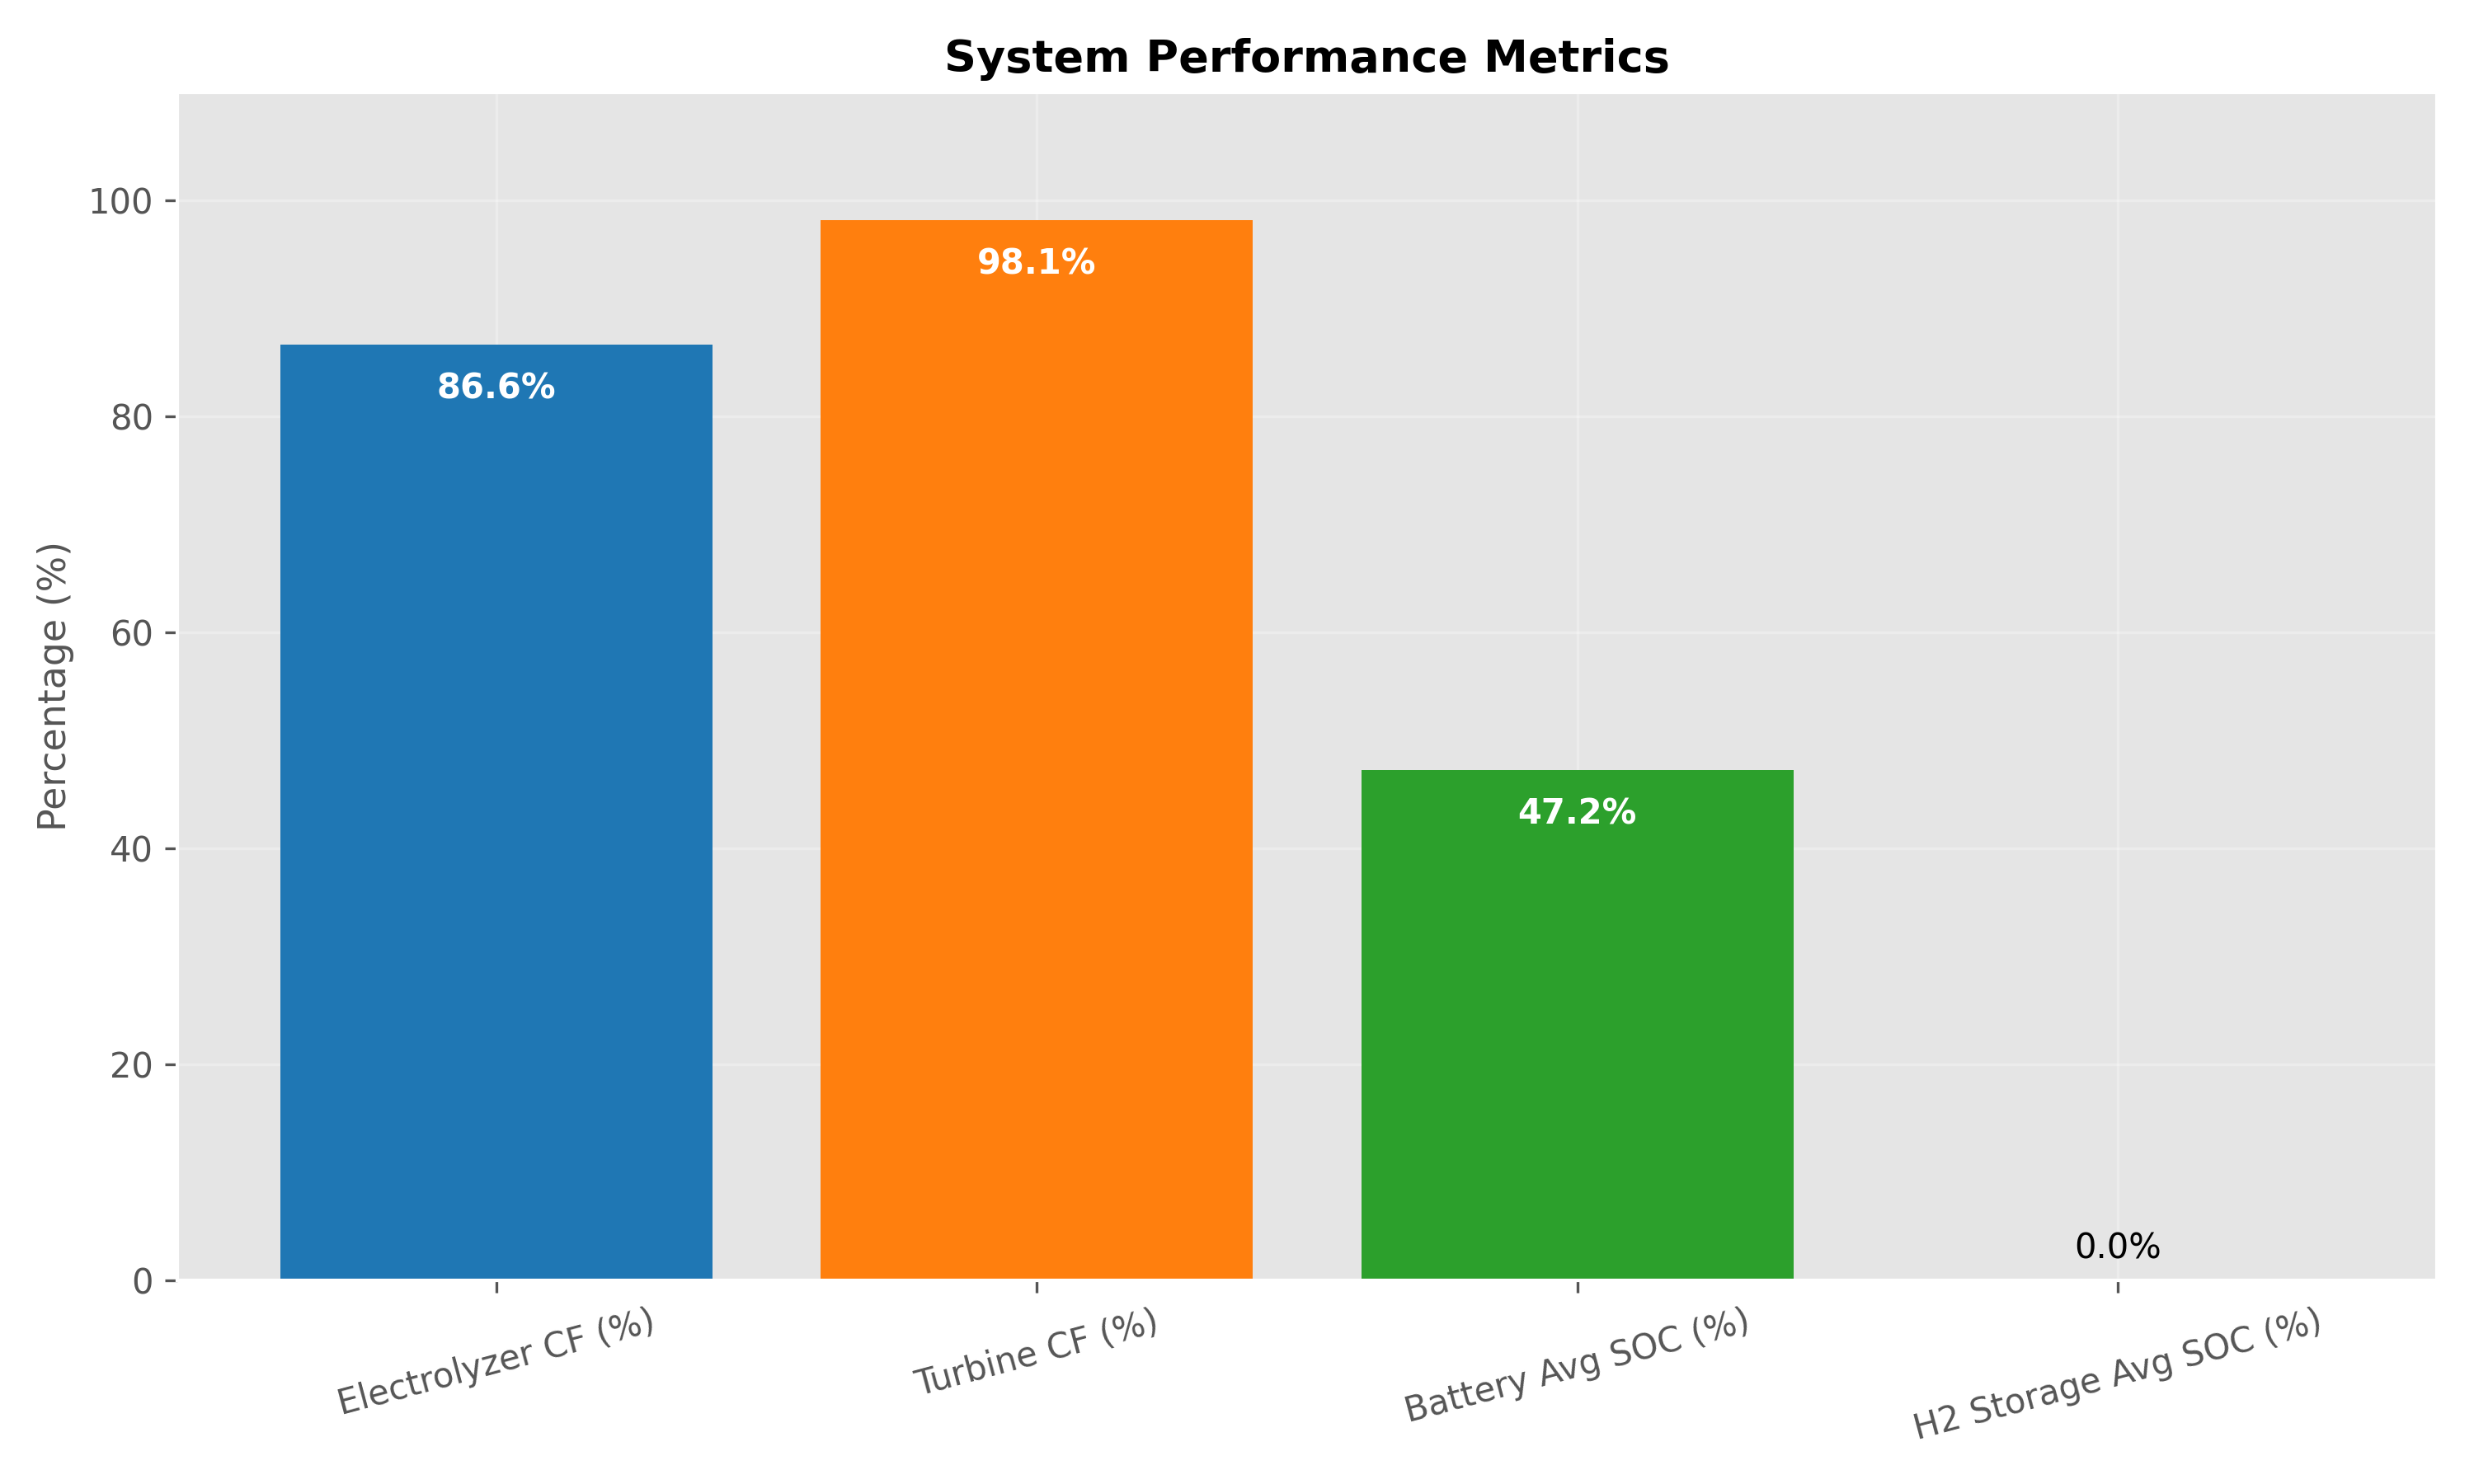 System Performance Metrics
Percentage (%)
100
80
60
40
20
0
86.6%
98.1%
47.2%
0.0%
Electrolyzer CF (%)
Turbine CF (%)
Battery Avg SOC (%)
H2 Storage Avg SOC (%)